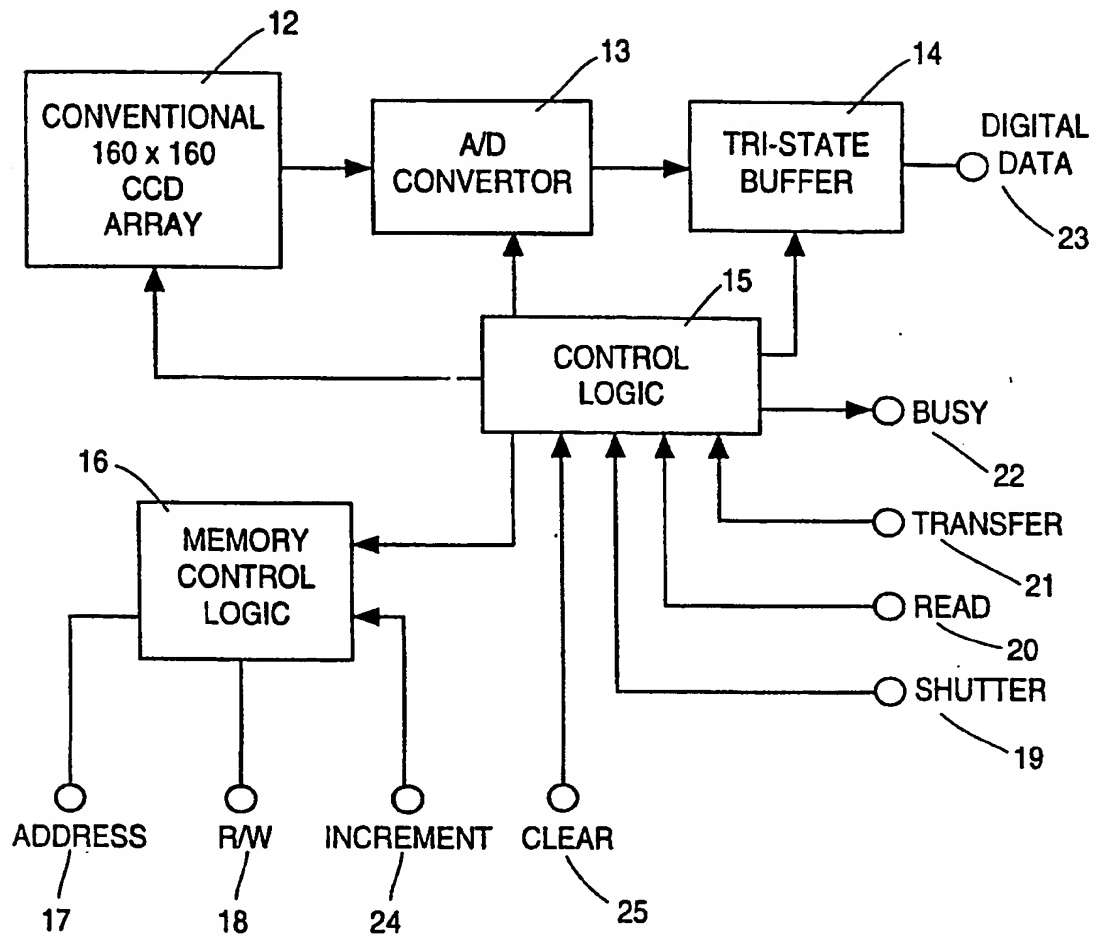 12
13
14
CONVENTIONAL
160 x 160
CCD
ARRAY
A/D
CONVERTOR
TRI-STATE
BUFFER
DIGITAL
DATA
23
15
CONTROL
LOGIC
BUSY
22
16
MEMORY
CONTROL
LOGIC
TRANSFER
21
READ
20
SHUTTER
19
ADDRESS
R/W
INCREMENT
CLEAR
17
18
24
25